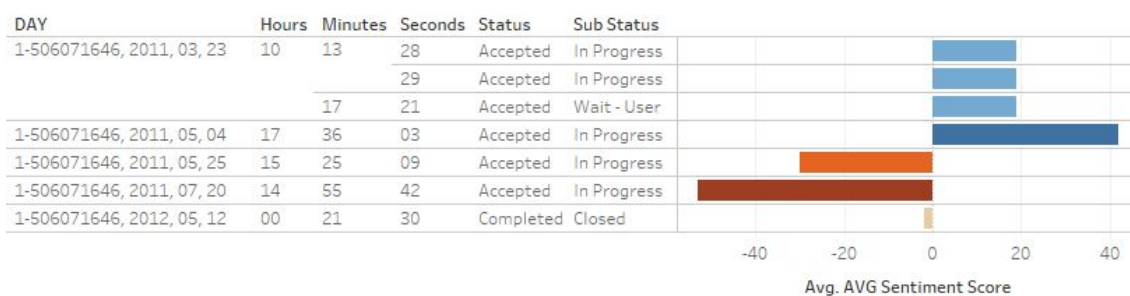 DAY Hours Minutes Seconds Status Sub Status
1-506071646, 2011, 03, 23 10 13 28 Accepted In Progress
29 Accepted In Progress
17 21 Accepted Wait - User
1-506071646, 2011, 05, 04 17 36 03 Accepted In Progress
1-506071646, 2011, 05, 25 15 25 09 Accepted In Progress
1-506071646, 2011, 07, 20 14 55 42 Accepted In Progress
1-506071646, 2012, 05, 12 00 21 30 Completed Closed
-40 -20 0 20 40
Avg. AVG Sentiment Score